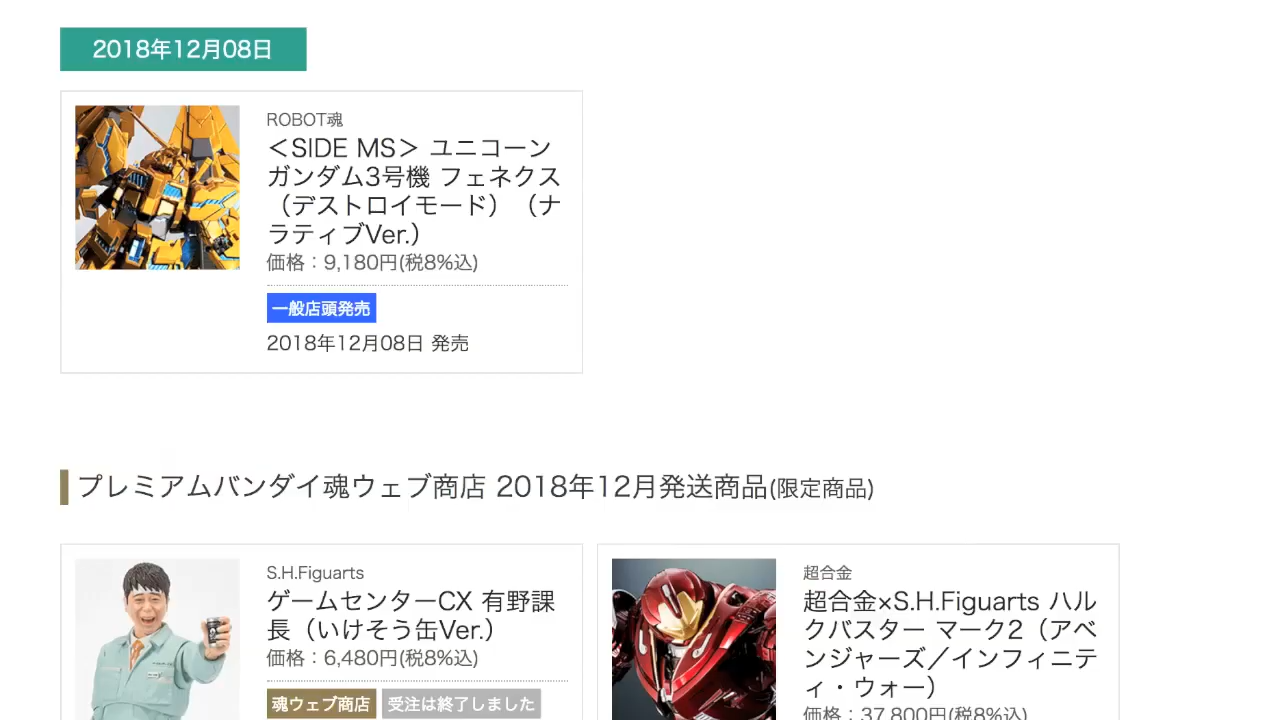 2018年12月08日
ROBOT魂
＜SIDE MS＞ ユニコーン
ガンダム3号機 フェネクス
（デストロイモード）（ナ
ラティブVer.）
価格：9,180円(税8%込)
一般店頭発売
2018年12月08日 発売
プレミアムバンダイ魂ウェブ商店 2018年12月発送商品(限定商品)
S.H.Figuarts
ゲームセンターCX 有野課
長（いけそう缶Ver.）
価格：6,480円(税8%込)
魂ウェブ商店 受注は終了しました
超合金
超合金×S.H.Figuarts ハル
クバスター マーク2（アベ
ンジャーズ／インフィニテ
ィ・ウォー）
価格：37,800円(税8%込)